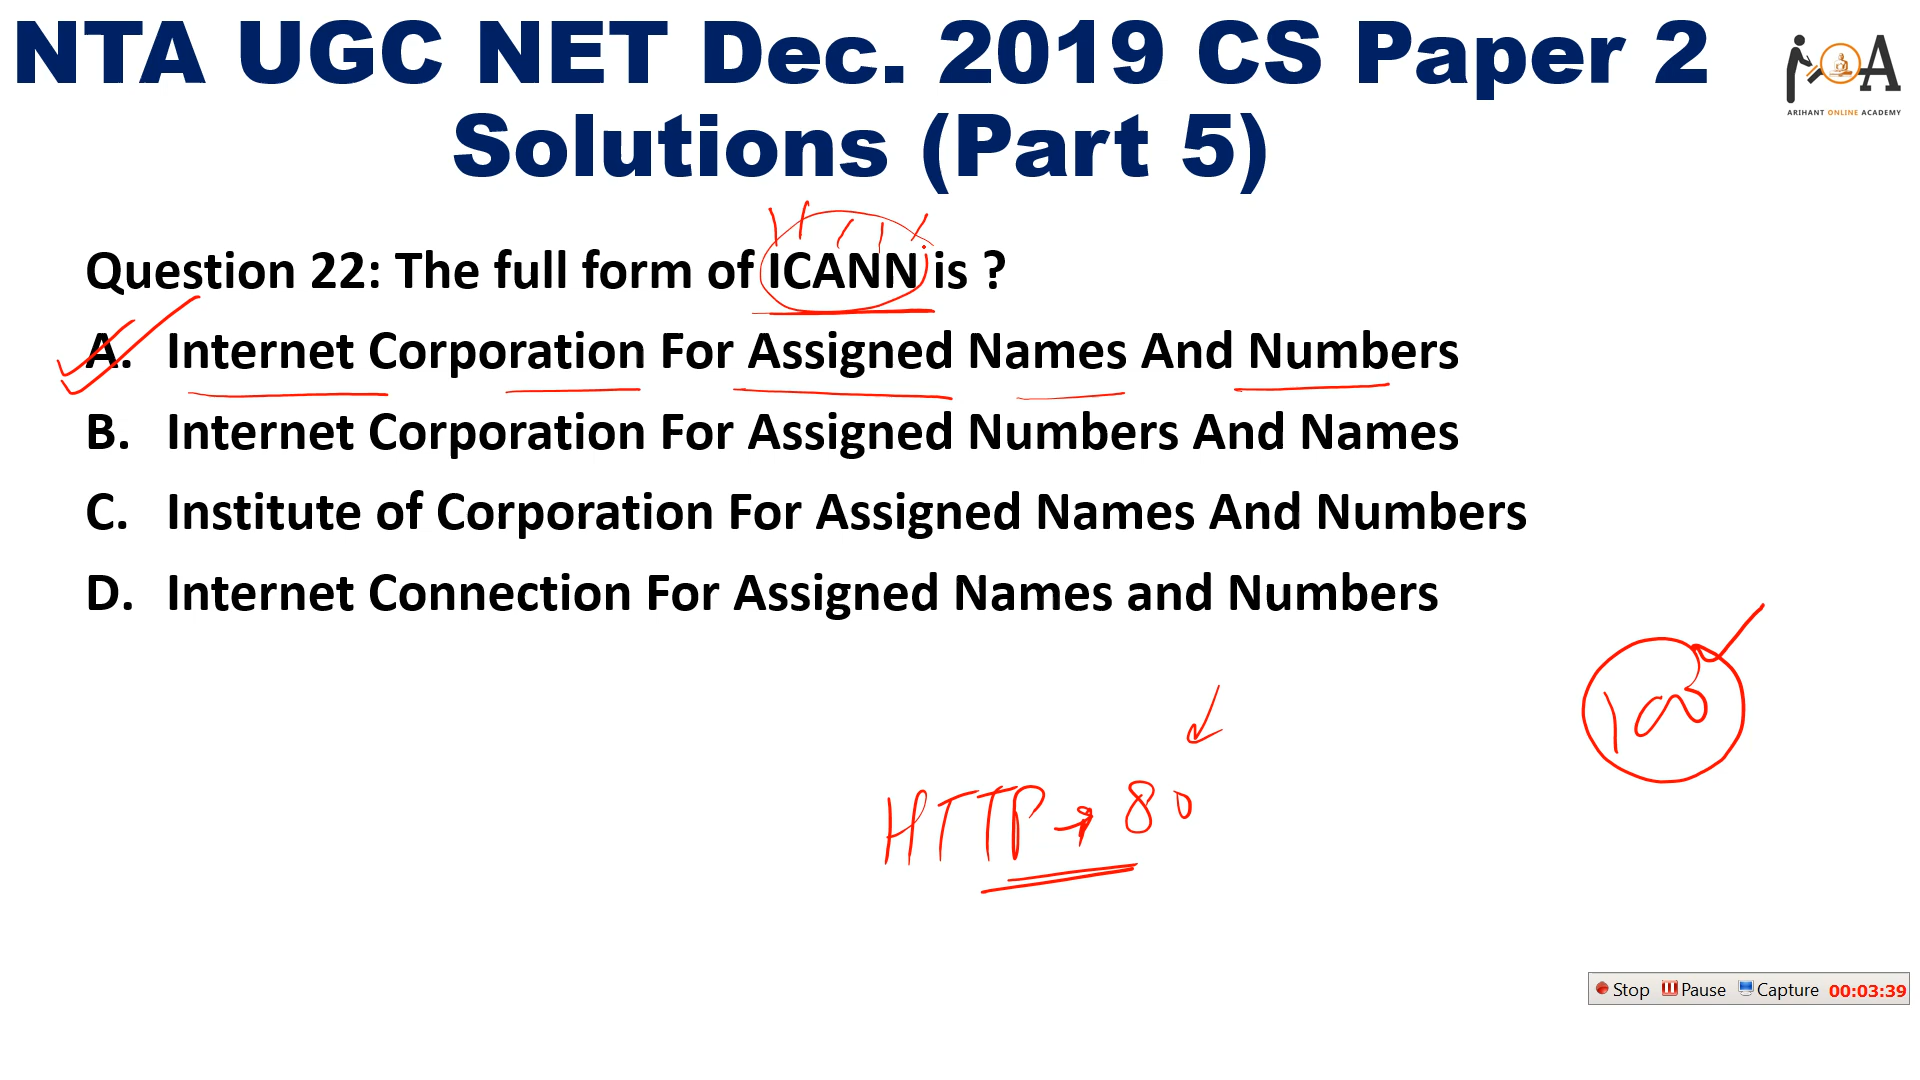 NTA UGC NET Dec. 2019 CS Paper 2
Solutions (Part 5)
ARIHANT ONLINE ACADEMY
Question 22: The full form of ICANN is ?
A. Internet Corporation For Assigned Names And Numbers
B. Internet Corporation For Assigned Numbers And Names
C. Institute of Corporation For Assigned Names And Numbers
D. Internet Connection For Assigned Names and Numbers
100
HTTP → 80
Stop Pause Capture 00:03:39